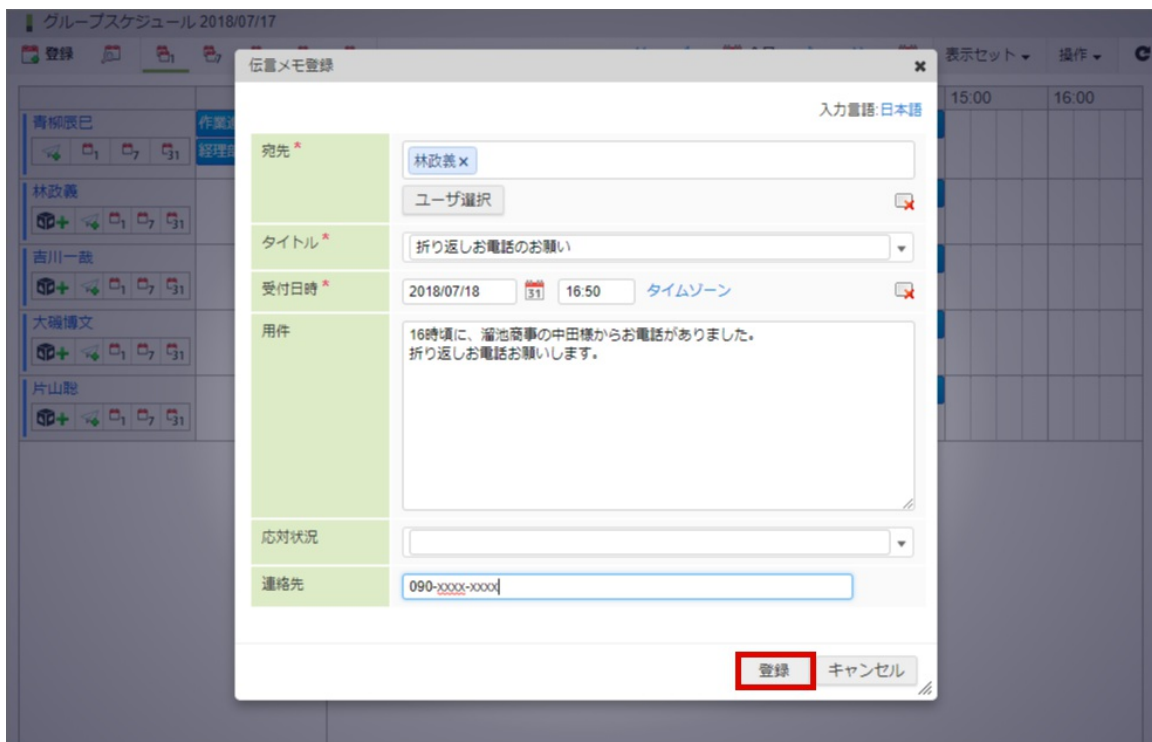 グループスケジュール 2018/07/17
登録
表示セット
操作
15:00
16:00
青柳辰巳
林政義
吉川一哉
大磯博文
片山聡
伝言メモ登録
入力言語:日本語
宛先*
林政義×
ユーザ選択
タイトル*
折り返しお電話のお願い
受付日時*
2018/07/18
31
16:50
タイムゾーン
用件
16時頃に、溜池商事の中田様からお電話がありました。
折り返しお電話お願いします。
応対状況
連絡先
090-xxxx-xxxx
登録
キャンセル